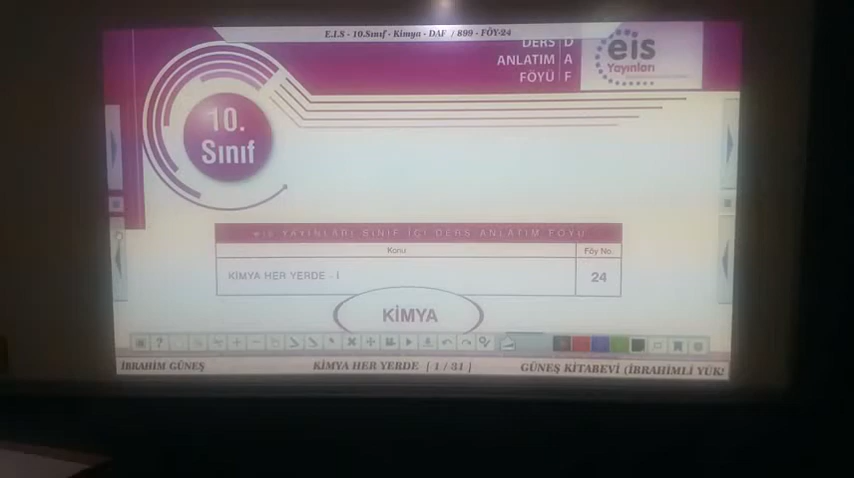 E.I.S - 10.Sınıf - Kimya - DAF / 899 - FÖY-24
DERS
ANLATIM
FÖYÜ
D
A
F
eis
Yayınları
10.
Sınıf
eis YAYINLARI SINIF İÇİ DERS ANLATIM FÖYÜ
Konu
Föy No.
KİMYA HER YERDE - I
24
KİMYA
İBRAHİM GÜNEŞ
KİMYA HER YERDE [ 1 / 31 ]
GÜNEŞ KİTABEVİ (İBRAHİMLİ YÜK!